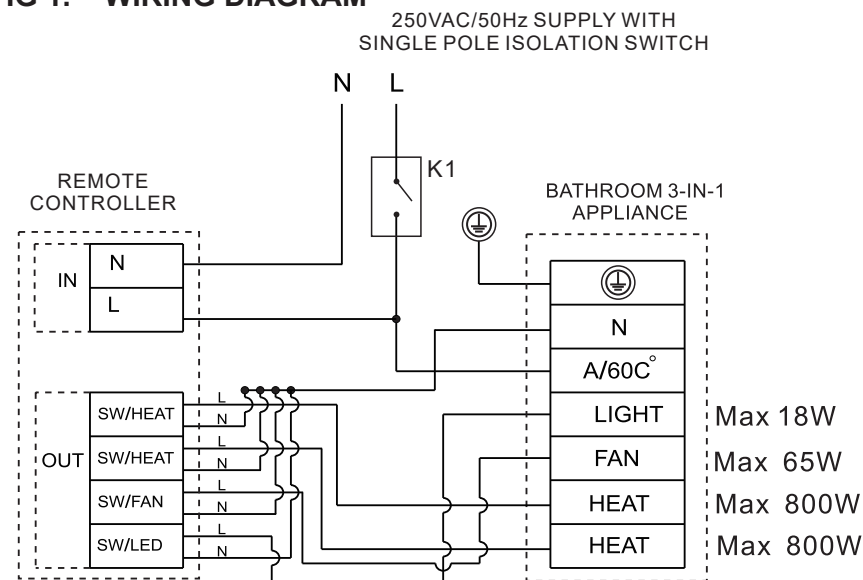 FIG 1. WIRING DIAGRAM
250VAC/50Hz SUPPLY WITH
SINGLE POLE ISOLATION SWITCH
N L
K1
REMOTE
CONTROLLER
BATHROOM 3-IN-1
APPLIANCE
IN
N
L
N
A/60C°
LIGHT Max 18W
FAN Max 65W
HEAT Max 800W
HEAT Max 800W
OUT
SW/HEAT L N
SW/HEAT L N
SW/FAN L N
SW/LED L N